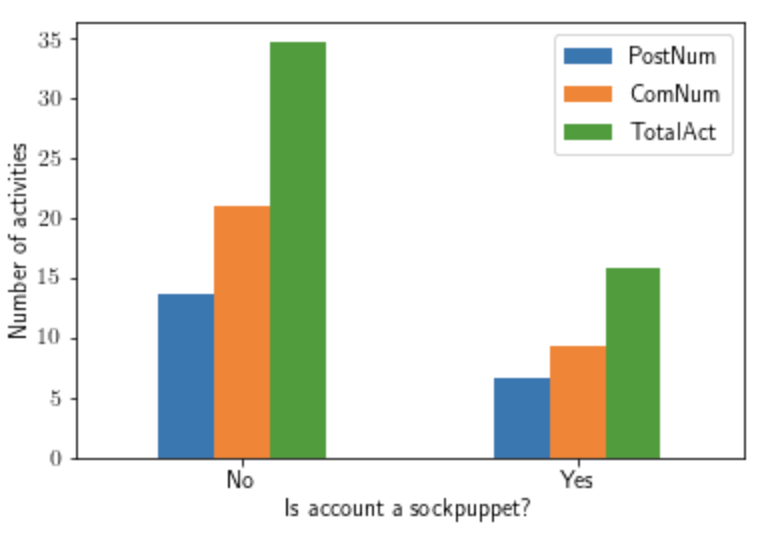 Number of activities
35
30
25
20
15
10
5
0
PostNum
ComNum
TotalAct
No
Yes
Is account a sockpuppet?